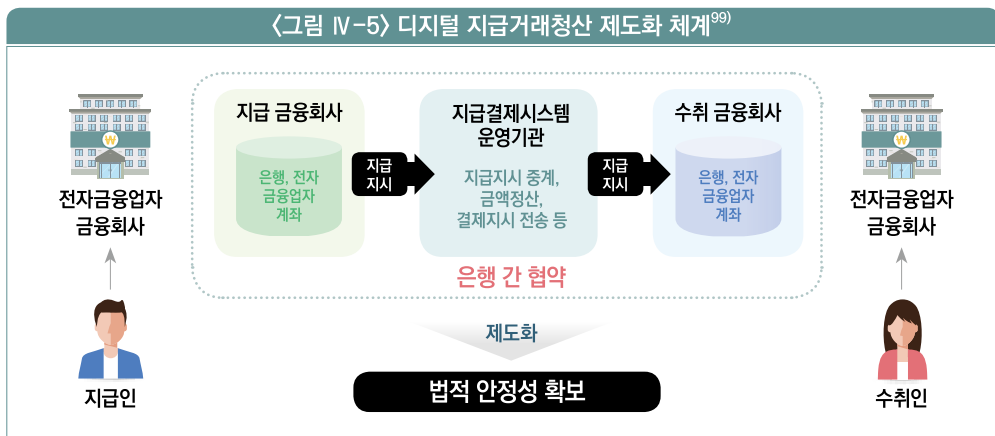 〈그림 Ⅳ-5〉 디지털 지급거래청산 제도화 체계99)
전자금융업자
금융회사
지급인
지급 금융회사
은행, 전자
금융업자
계좌
지급
지시
지급결제시스템
운영기관
지급지시 중계,
금액정산,
결제지시 전송 등
지급
지시
수취 금융회사
은행, 전자
금융업자
계좌
은행 간 협약
전자금융업자
금융회사
수취인
제도화
법적 안정성 확보